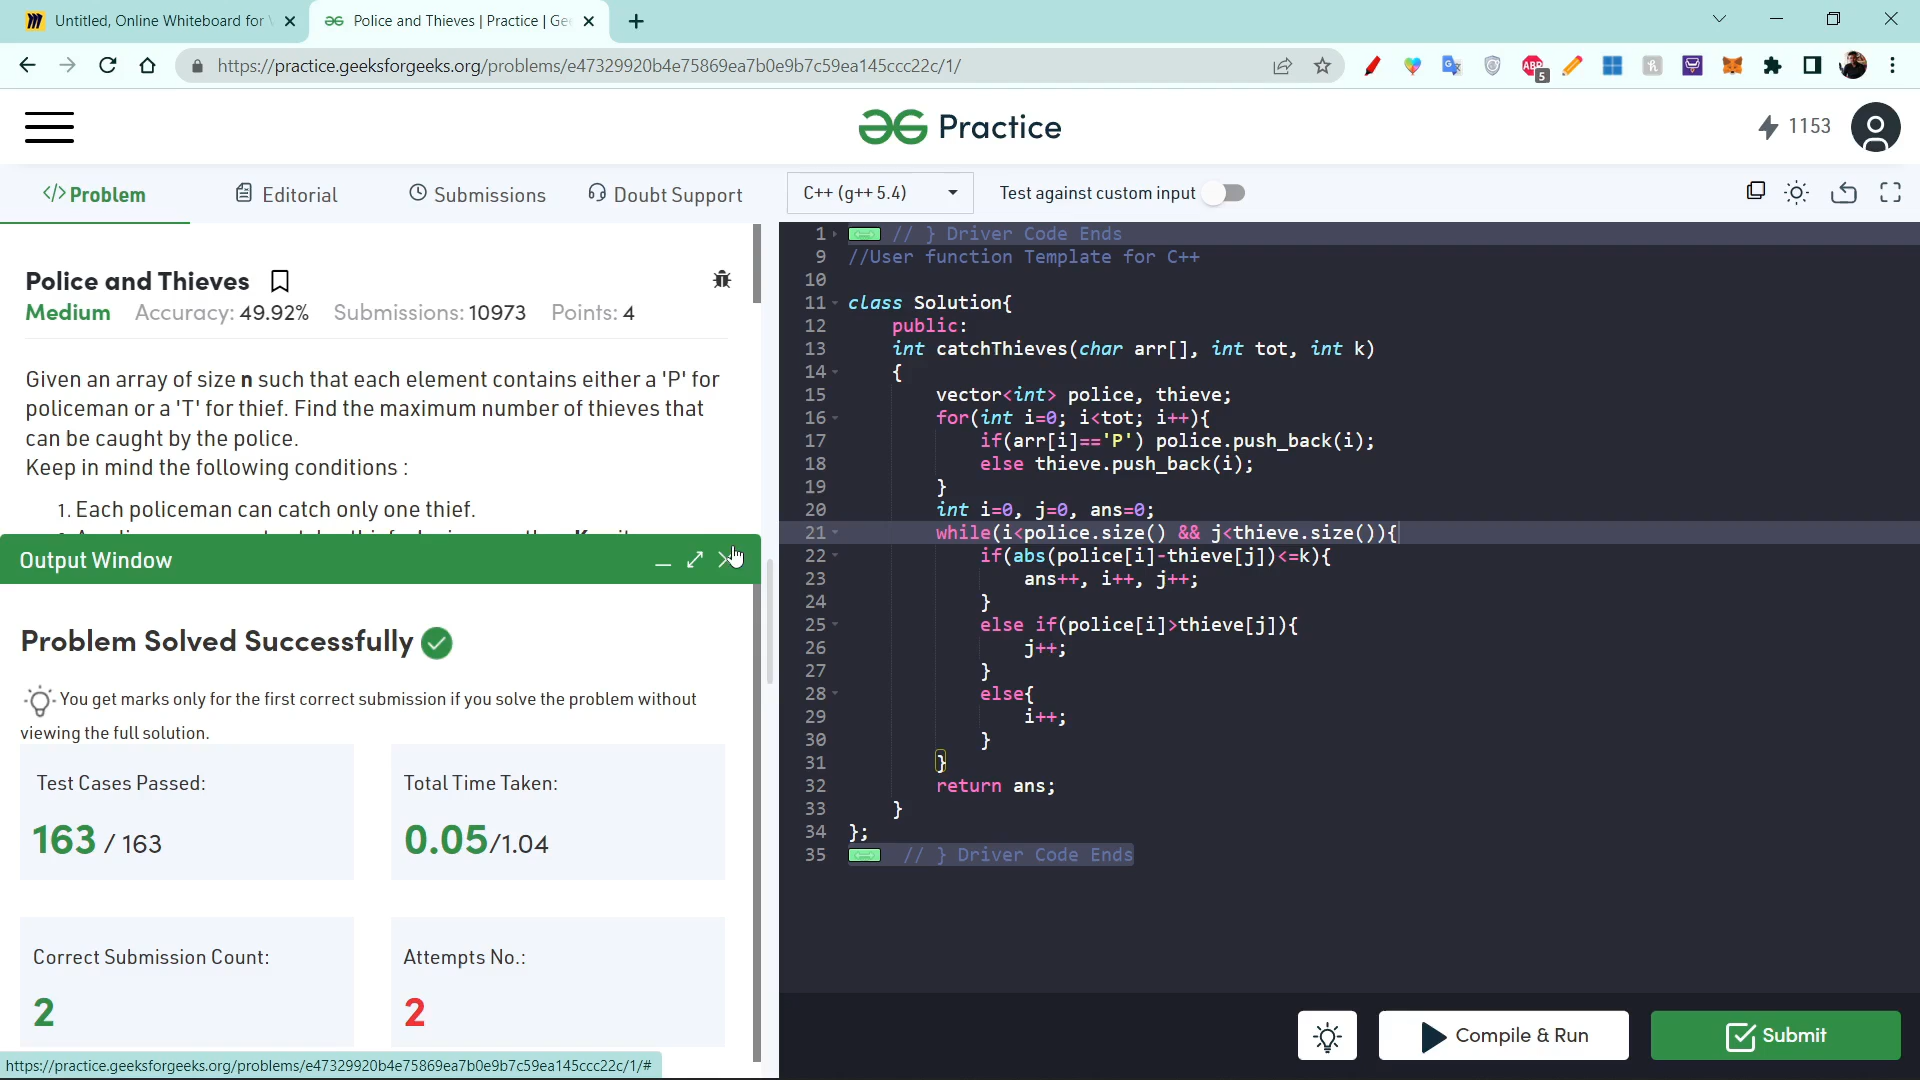 Untitled, Online Whiteboard for
Police and Thieves | Practice | Ge
https://practice.geeksforgeeks.org/problems/e47329920b4e75869ea7b0e9b7c59ea145ccc22c/1/
ABP
5
Practice
1153
</> Problem
Editorial
Submissions
Doubt Support
C++ (g++ 5.4)
Test against custom input
Police and Thieves
Medium Accuracy: 49.92% Submissions: 10973 Points: 4
Given an array of size n such that each element contains either a 'P' for
policeman or a 'T' for thief. Find the maximum number of thieves that
can be caught by the police.
Keep in mind the following conditions :
1. Each policeman can catch only one thief.
Output Window
Problem Solved Successfully
You get marks only for the first correct submission if you solve the problem without
viewing the full solution.
Test Cases Passed:
163 / 163
Total Time Taken:
0.05/1.04
Correct Submission Count:
2
Attempts No.:
2
https://practice.geeksforgeeks.org/problems/e47329920b4e75869ea7b0e9b7c59ea145ccc22c/1/#
1 // } Driver Code Ends
9 //User function Template for C++
10
11 class Solution{
12 public:
13 int catchThieves(char arr[], int tot, int k)
14 {
15 vector<int> police, thieve;
16 for(int i=0; i<tot; i++){
17 if(arr[i]=='P') police.push_back(i);
18 else thieve.push_back(i);
19 }
20 int i=0, j=0, ans=0;
21 while(i<police.size() && j<thieve.size()){
22 if(abs(police[i]-thieve[j])<=k){
23 ans++, i++, j++;
24 }
25 else if(police[i]>thieve[j]){
26 j++;
27 }
28 else{
29 i++;
30 }
31 }
32 return ans;
33 }
34 };
35 // } Driver Code Ends
Compile & Run
Submit